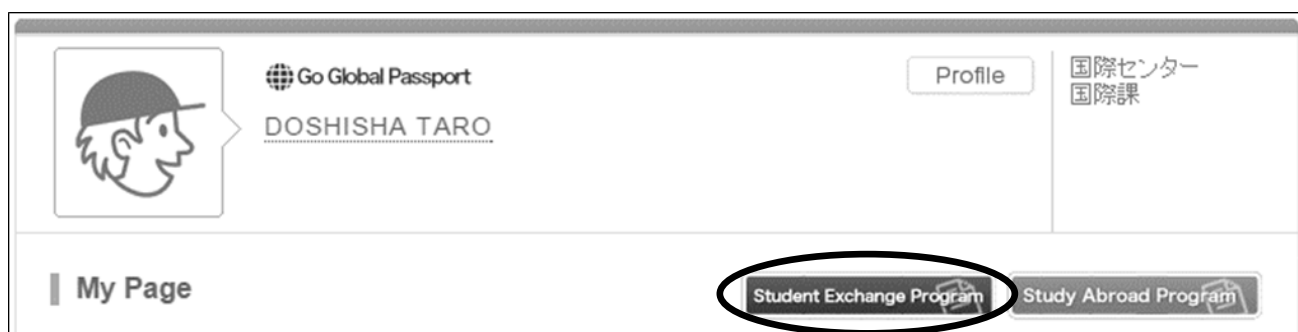 Go Global Passport
DOSHISHA TARO
Profile
国際センター
国際課
My Page
Student Exchange Program
Study Abroad Program